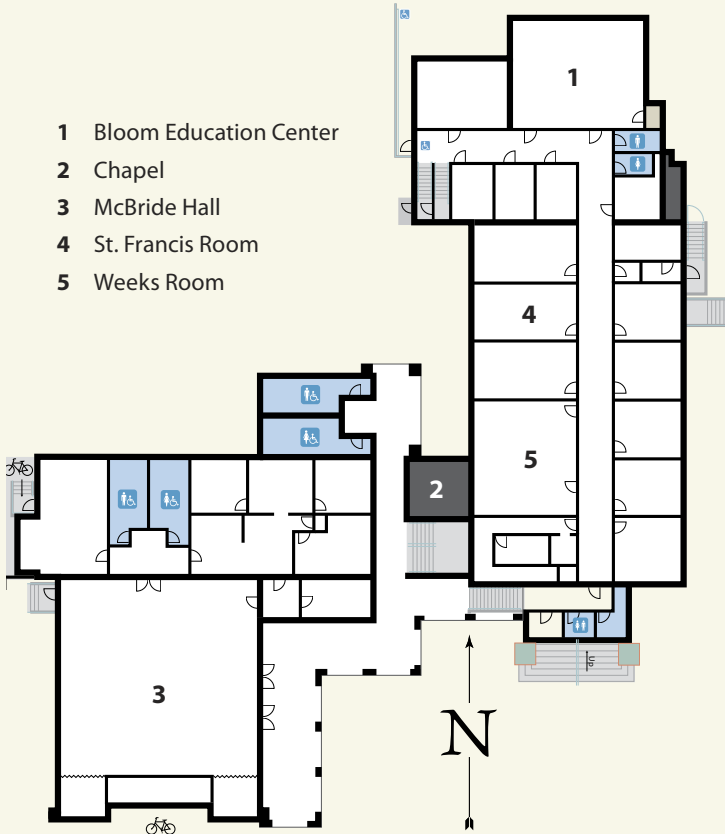 1
1 Bloom Education Center
2 Chapel
3 McBride Hall
4 St. Francis Room
5 Weeks Room
4
5
2
UP
3
N